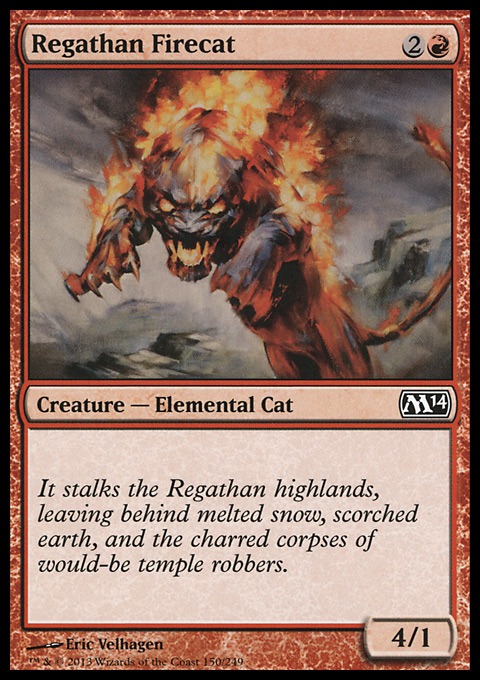 Regathan Firecat 2
Creature — Elemental Cat M14
It stalks the Regathan highlands,
leaving behind melted snow, scorched
earth, and the charred corpses of
would-be temple robbers.
4/1
Eric Velhagen
™ & © 2013 Wizards of the Coast 150/249